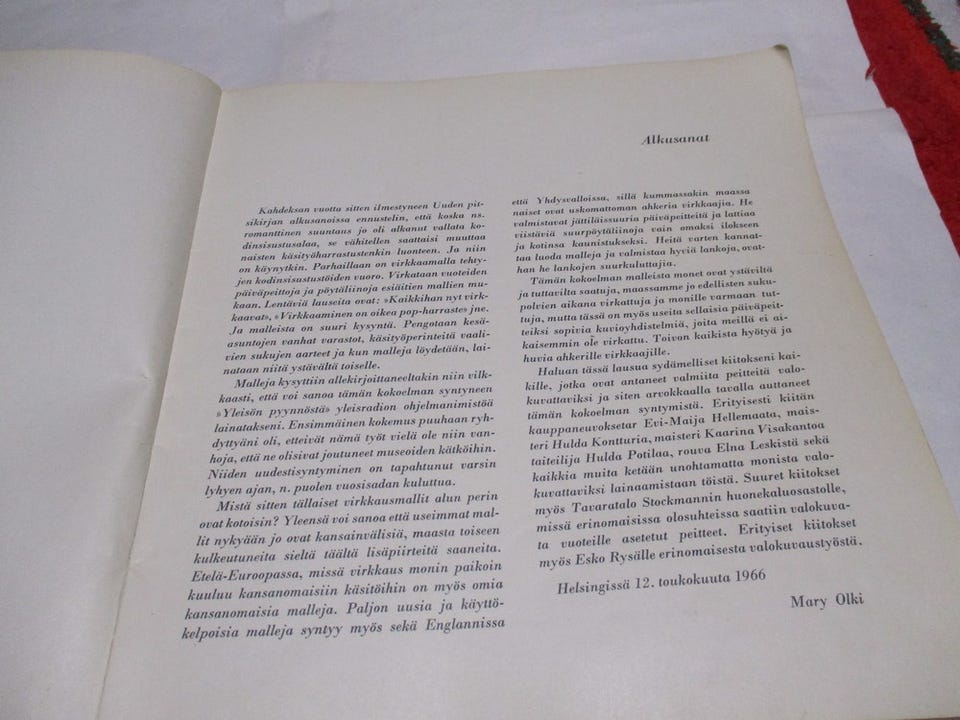 Alkusanat
Kahdeksan vuotta sitten ilmestyneen Uuden pit-
sikirjan alkusanoissa ennustelin, että koska ns.
romanttinen suuntaus jo oli alkanut vallata ko-
dinsisustusalaa, se vähitellen saattaisi muuttaa
naisten käsityöharrastustenkin luonteen. Ja niin
on käynytkin. Parhaillaan on virkkaamalla tehty-
jen kodinsisustustöiden vuoro. Virkataan vuoteiden
päiväpeittoja ja pöytäliinoja esiäitien mallien mu-
kaan. Lentäviä lauseita ovat: »Kaikkihan nyt virk-
kaavat», »Virkkaaminen on oikea pop-harraste» jne.
Ja malleista on suuri kysyntä. Pengotaan kesä-
asuntojen vanhat varastot, käsityöperinteitä vaali-
vien sukujen aarteet ja kun malleja löydetään, lai-
nataan niitä ystävältä toiselle.
Malleja kysyttiin allekirjoittaneeltakin niin vilk-
kaasti, että voi sanoa tämän kokoelman syntyneen
»Yleisön pyynnöstä» yleisradion ohjelmanimistöä
lainatakseni. Ensimmäinen kokemus puuhaan ryh-
dyttyäni oli, etteivät nämä työt vielä ole niin van-
hoja, että ne olisivat joutuneet museoiden kätköihin.
Niiden uudestisyntyminen on tapahtunut varsin
lyhyen ajan, n. puolen vuosisadan kuluttua.
Mistä sitten tällaiset virkkausmallit alun perin
ovat kotoisin? Yleensä voi sanoa että useimmat mal-
lit nykyään jo ovat kansainvälisiä, maasta toiseen
kulkeutuneita sieltä täältä lisäpiirteitä saaneita.
Etelä-Euroopassa, missä virkkaus monin paikoin
kuuluu kansanomaisiin käsitöihin on myös omia
kansanomaisia malleja. Paljon uusia ja käyttö-
kelpoisia malleja syntyy myös sekä Englannissa
että Yhdysvalloissa, sillä kummassakin maassa
naiset ovat uskomattoman ahkeria virkkaajia. He
valmistavat jättiläissuuria päiväpeitteitä ja lattiaa
viistäviä suurpöytäliinoja vain omaksi ilokseen
ja kotinsa kaunistukseksi. Heitä varten kannat-
taa luoda malleja ja valmistaa hyviä lankoja, ovat-
han he lankojen suurkuluttajia.
Tämän kokoelman malleista monet ovat ystäviltä
ja tuttavilta saatuja, maassamme jo edellisten suku-
polvien aikana virkattuja ja monille varmaan tut-
tuja, mutta tässä on myös useita sellaisia päiväpeit-
teiksi sopivia kuvioyhdistelmiä, joita meillä ei ai-
kaisemmin ole virkattu. Toivon kaikista hyötyä ja
huvia ahkerille virkkaajille.
Haluan tässä lausua sydämelliset kiitokseni kai-
kille, jotka ovat antaneet valmiita peitteitä valo-
kuvattaviksi ja siten arvokkaalla tavalla auttaneet
tämän kokoelman syntymistä. Erityisesti kiitän
kauppaneuvoksetar Evi-Maija Hellemaata, mais-
teri Hulda Kontturia, maisteri Kaarina Visakantoa
taiteilija Hulda Potilaa, rouva Elna Leskistä sekä
kaikkia muita ketään unohtamatta monista valo-
kuvattaviksi lainaamistaan töistä. Suuret kiitokset
myös Tavaratalo Stockmannin huonekaluosastolle,
missä erinomaisissa olosuhteissa saatiin valokuva-
ta vuoteille asetetut peitteet. Erityiset kiitokset
myös Esko Rysälle erinomaisesta valokuvaustyöstä.
Helsingissä 12. toukokuuta 1966
Mary Olki